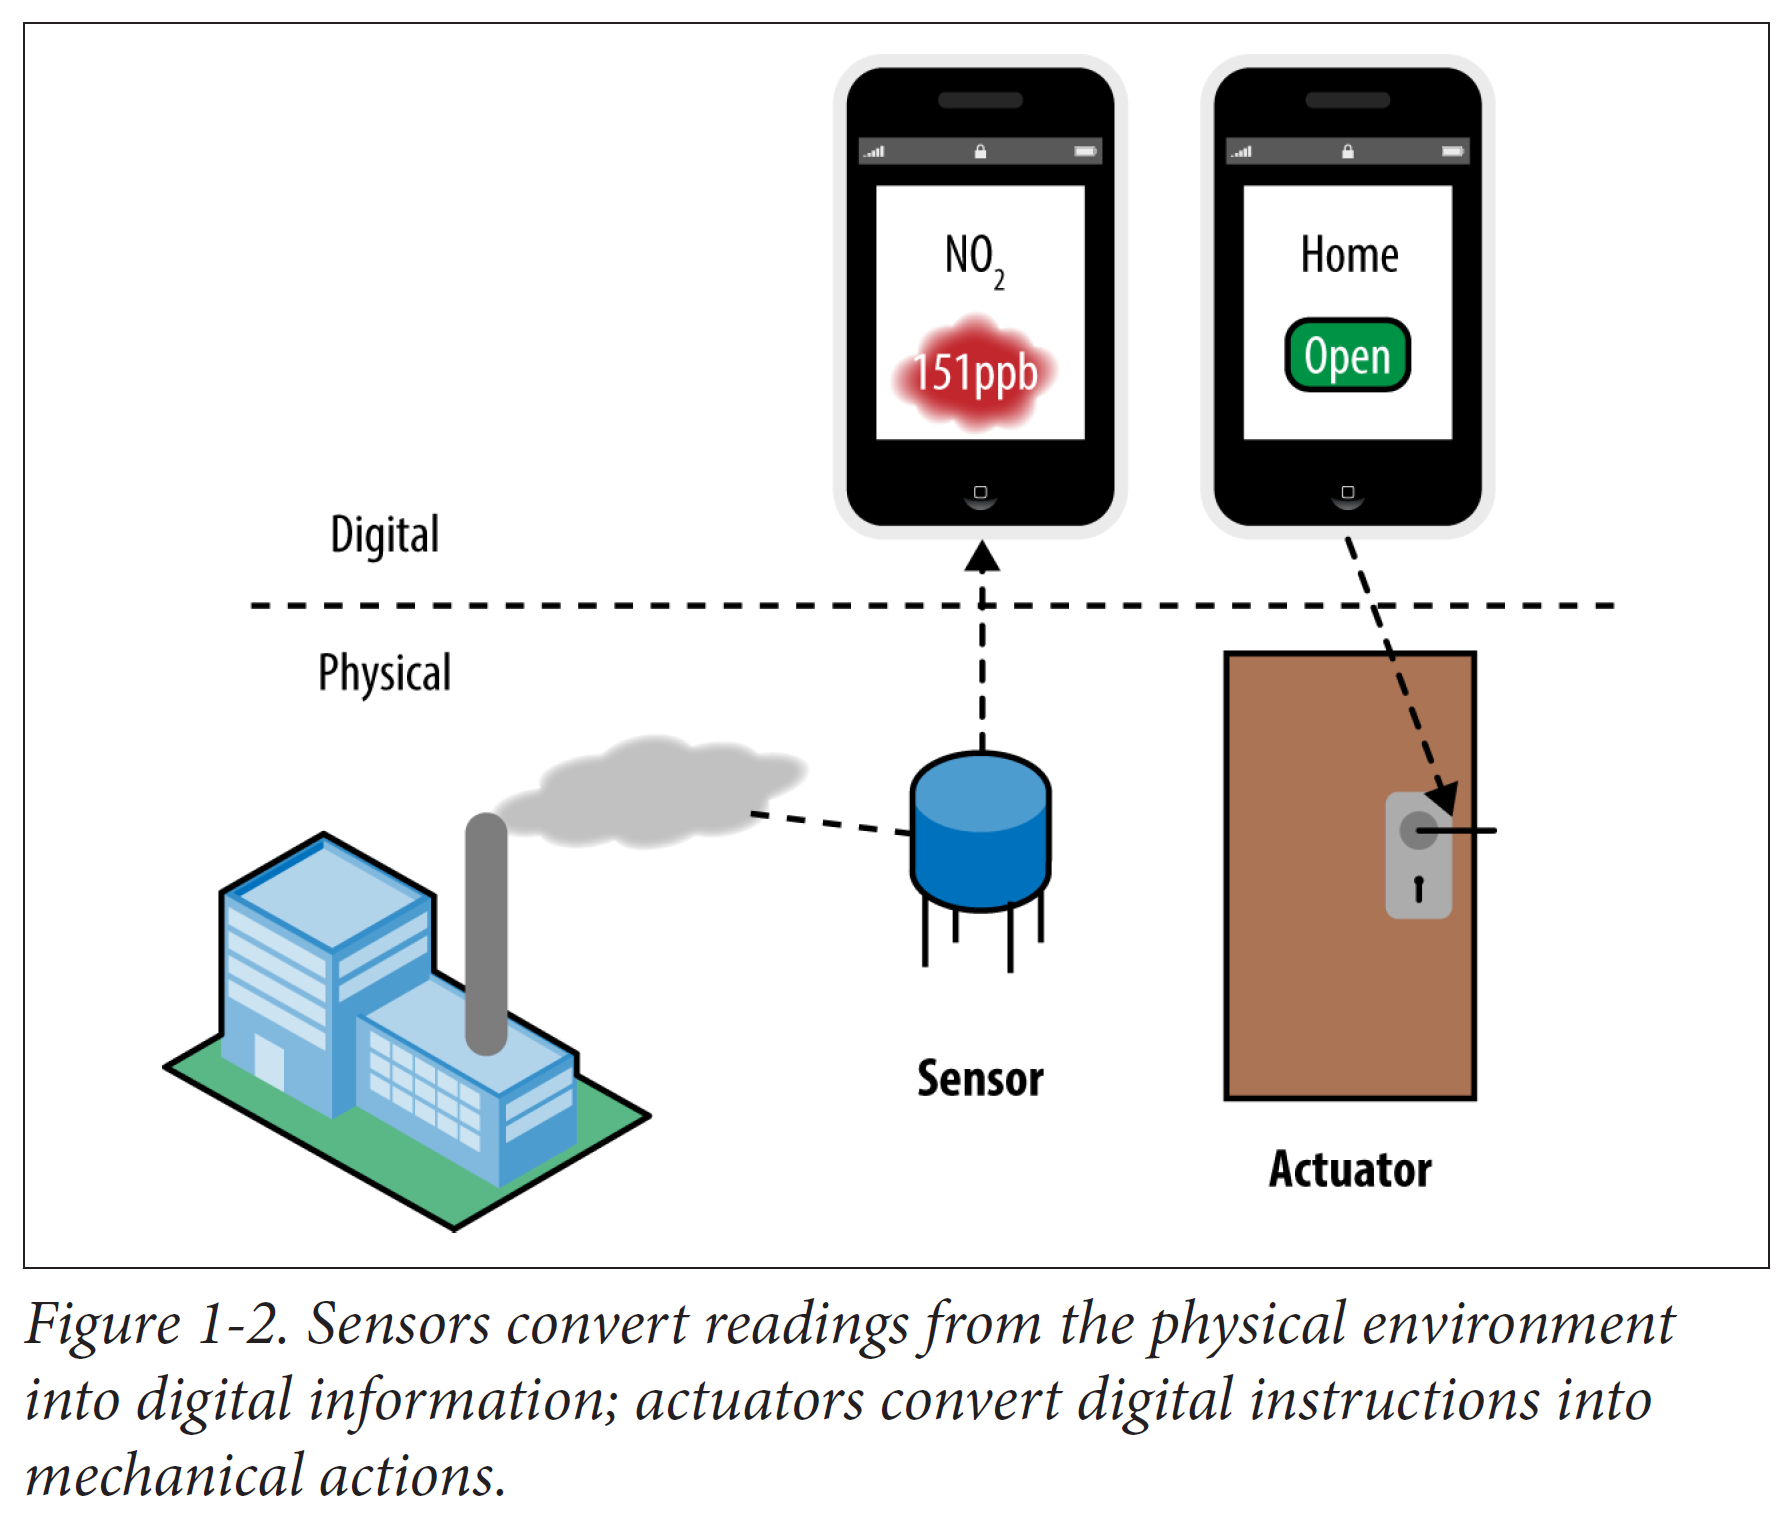 NO₂
151ppb
Home
Open
Digital
Physical
Sensor
Actuator
Figure 1-2. Sensors convert readings from the physical environment
into digital information; actuators convert digital instructions into
mechanical actions.